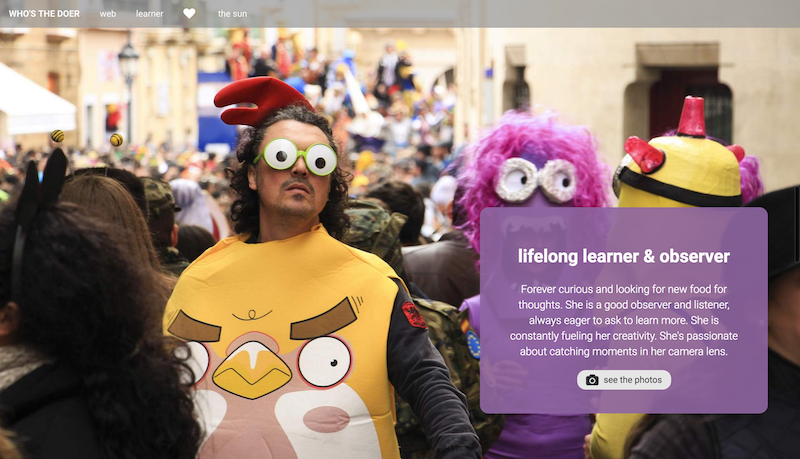 WHO'S THE DOER web learner the sun
lifelong learner & observer
Forever curious and looking for new food for
thoughts. She is a good observer and listener,
always eager to ask to learn more. She is
constantly fueling her creativity. She's passionate
about catching moments in her camera lens.
see the photos